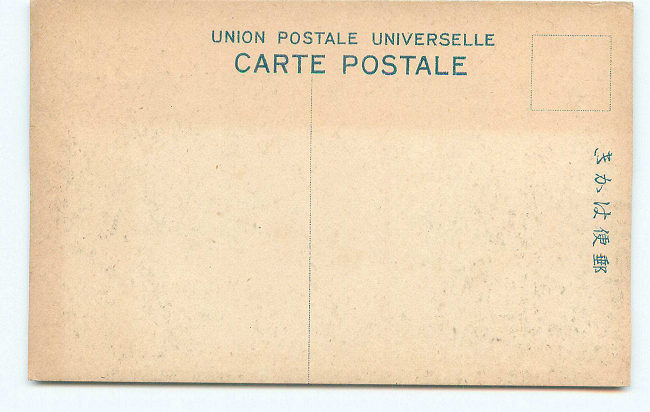 UNION POSTALE UNIVERSELLE
CARTE POSTALE
郵便はかき